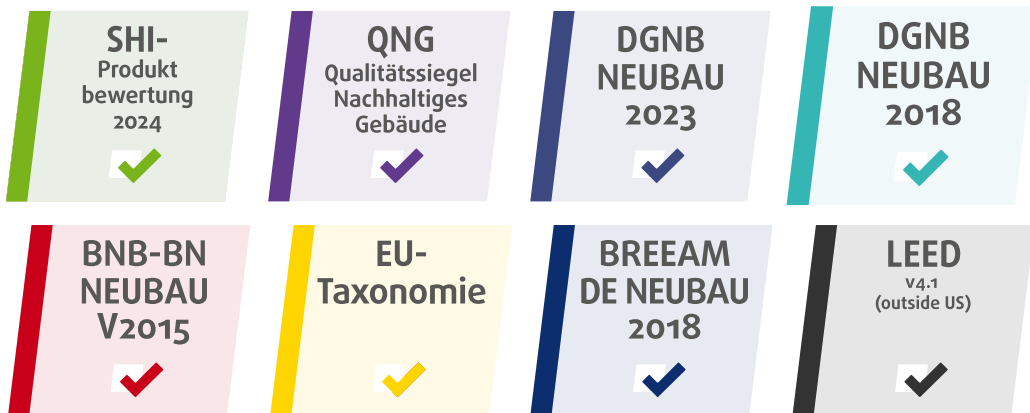 SHI-
Produkt
bewertung
2024
QNG
Qualitätssiegel
Nachhaltiges
Gebäude
DGNB
NEUBAU
2023
DGNB
NEUBAU
2018
BNB-BN
NEUBAU
V2015
EU-
Taxonomie
BREEAM
DE NEUBAU
2018
LEED
v4.1
(outside US)